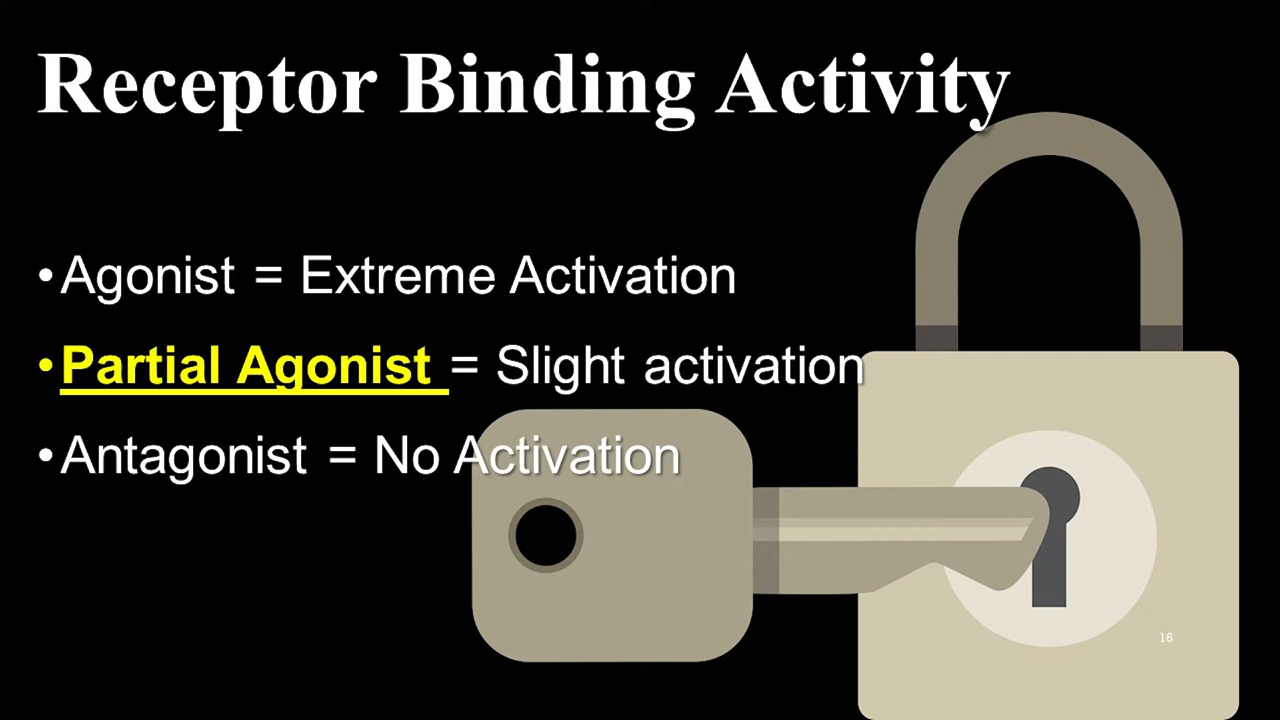 Receptor Binding Activity
•Agonist = Extreme Activation
•Partial Agonist = Slight activation
•Antagonist = No Activation
16